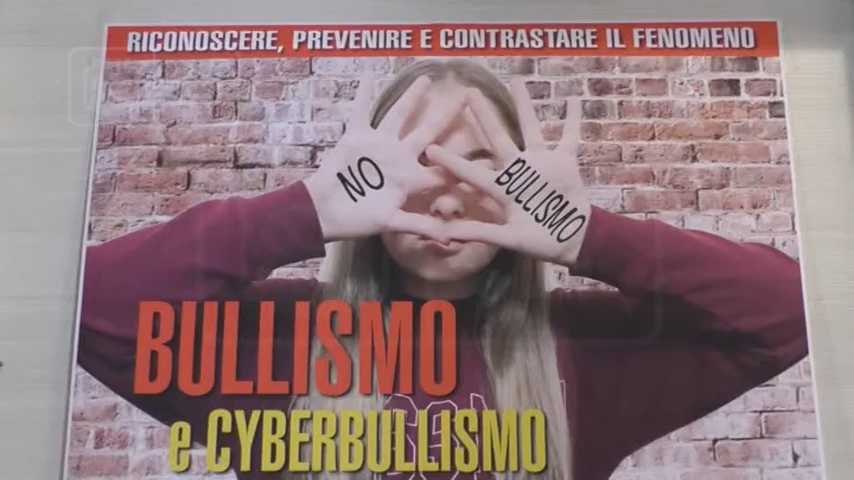 RICONOSCERE, PREVENIRE E CONTRASTARE IL FENOMENO
NO
BULLISMO
BULLISMO
e CYBERBULLISMO